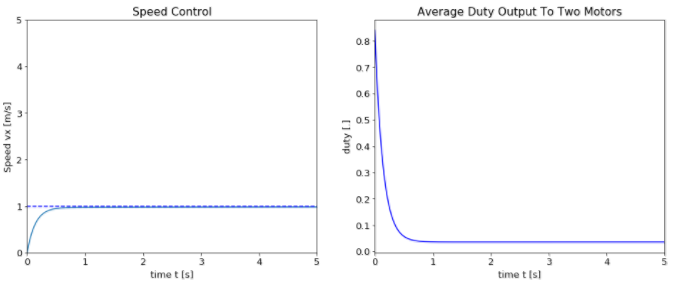 Speed Control
5
4
3
2
1
0
Speed vx [m/s]
0 1 2 3 4 5
time t [s]
Average Duty Output To Two Motors
0.8
0.7
0.6
0.5
0.4
0.3
0.2
0.1
0.0
duty [.]
0 1 2 3 4 5
time t [s]